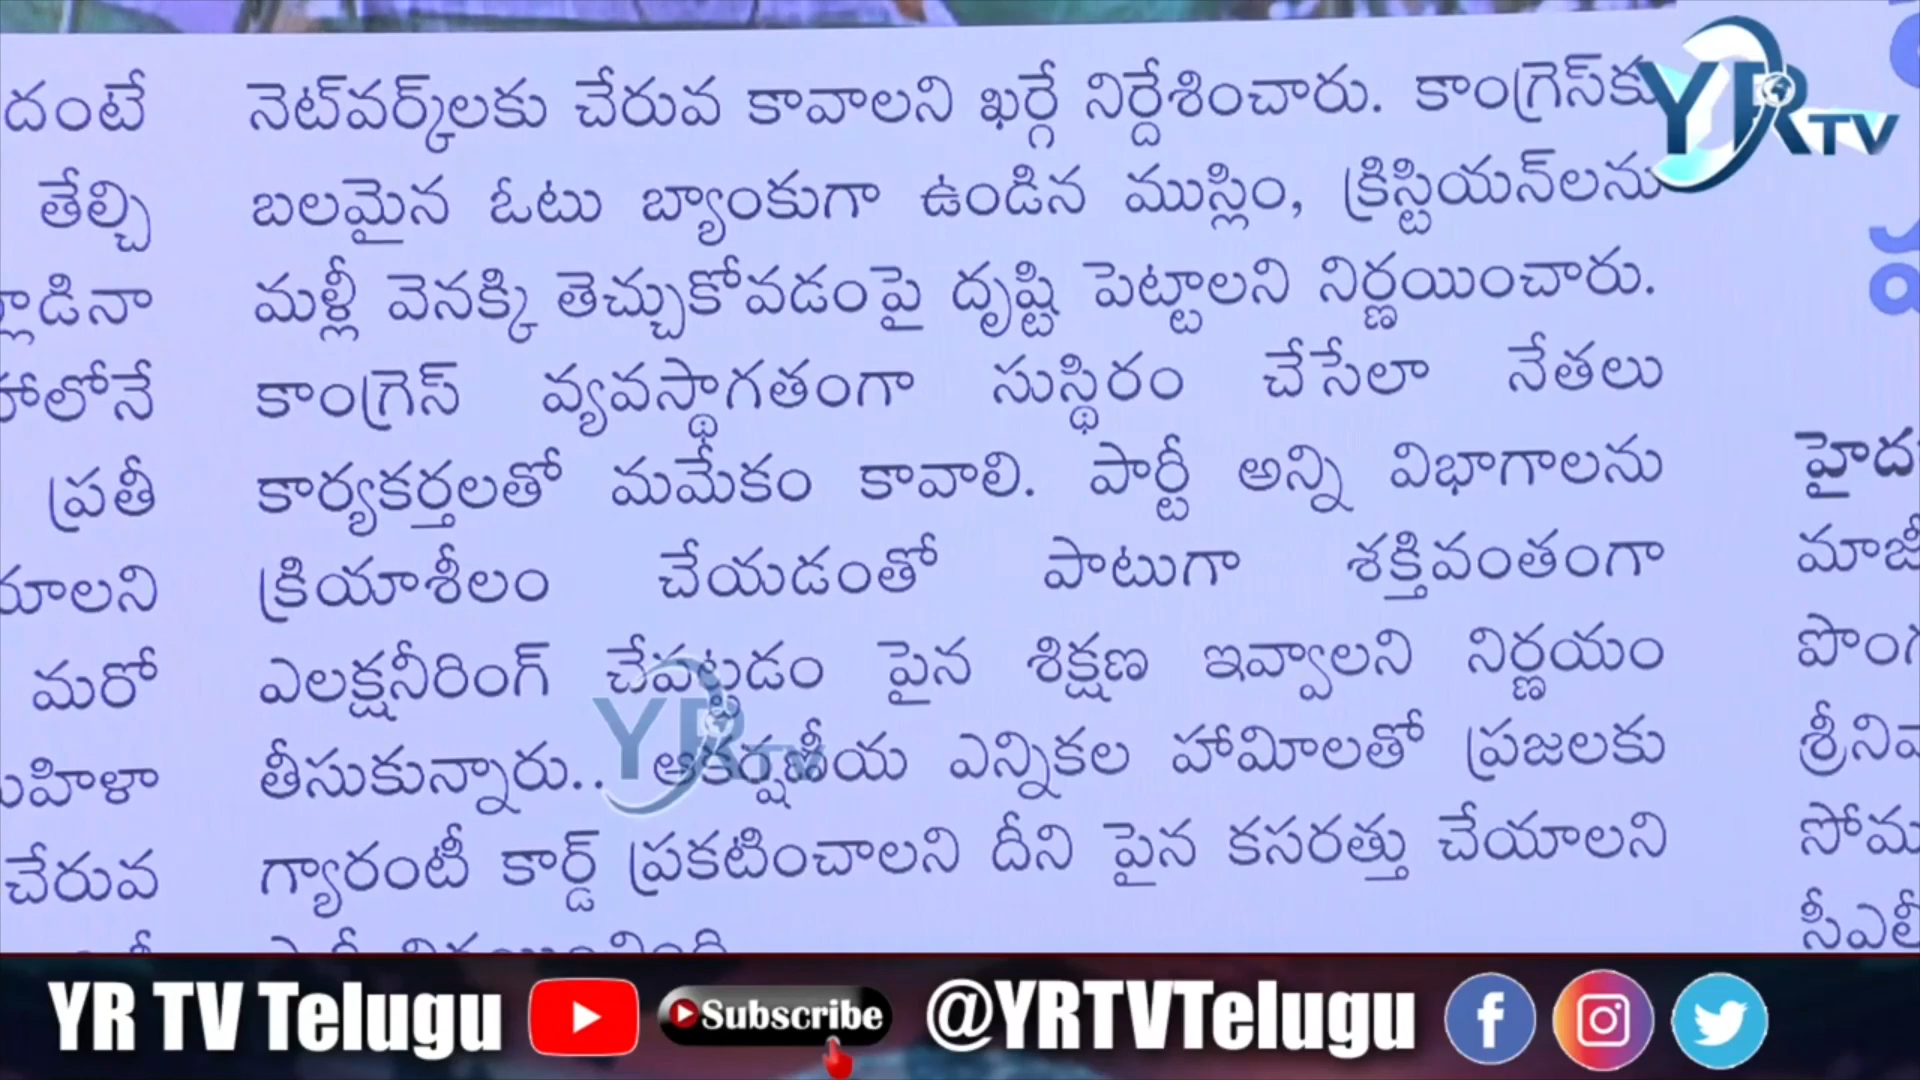 దంటే
తేల్చి
్లాడినా
ప్రతీ
మరో
చేరువ
నెట్‌వర్క్‌లకు చేరువ కావాలని ఖర్గే నిర్దేశించారు. కాంగ్రెస్‌కు
బలమైన ఓటు బ్యాంకుగా ఉండిన ముస్లిం, క్రిస్టియన్‌లను
మళ్లీ వెనక్కి తెచ్చుకోవడంపై దృష్టి పెట్టాలని నిర్ణయించారు.
కాంగ్రెస్ వ్యవస్థాగతంగా సుస్థిరం చేసేలా నేతలు
కార్యకర్తలతో మమేకం కావాలి. పార్టీ అన్ని విభాగాలను
క్రియాశీలం చేయడంతో పాటుగా శక్తివంతంగా
ఎలక్షనీరింగ్ చేపట్టడం పైన శిక్షణ ఇవ్వాలని నిర్ణయం
తీసుకున్నారు.. ఆకర్షణీయ ఎన్నికల హామీలతో ప్రజలకు
గ్యారంటీ కార్డ్ ప్రకటించాలని దీని పైన కసరత్తు చేయాలని
హైద
మాజీ
పొంగ
శ్రీనివా
సోమ
సీఎల్
YR TV
YR TV
YR TV Telugu Subscribe @YRTVTelugu